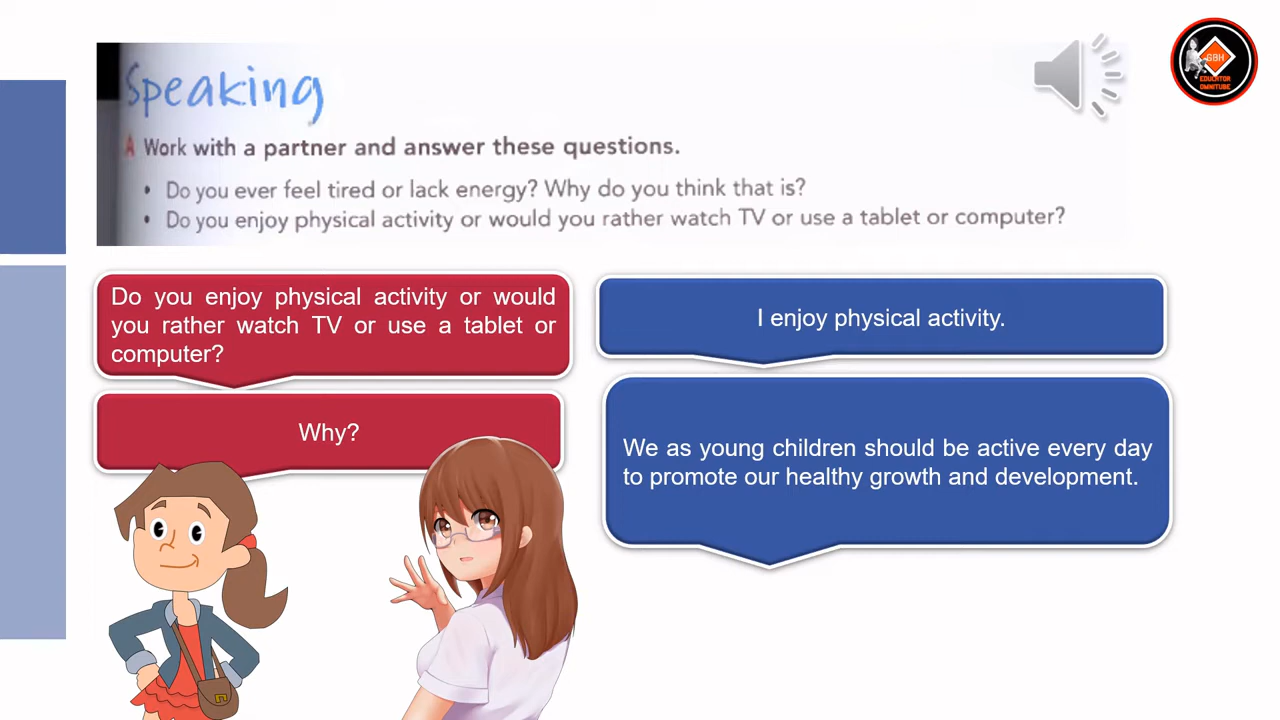 Speaking
A Work with a partner and answer these questions.
• Do you ever feel tired or lack energy? Why do you think that is?
• Do you enjoy physical activity or would you rather watch TV or use a tablet or computer?
Do you enjoy physical activity or would
you rather watch TV or use a tablet or
computer?
I enjoy physical activity.
Why?
We as young children should be active every day
to promote our healthy growth and development.
GBH
EDUCATOR
OMNITUBE